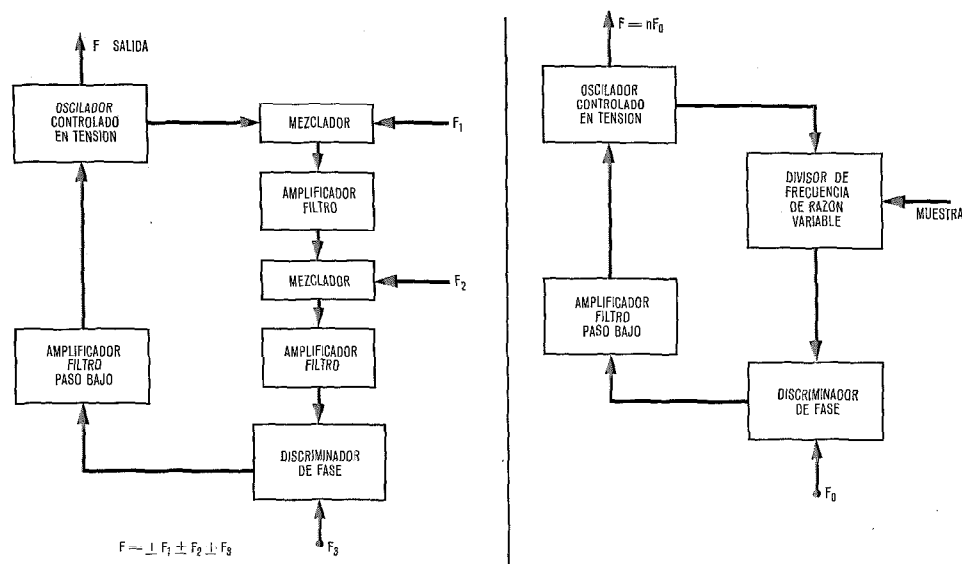 F SALIDA
OSCILADOR
CONTROLADO
EN TENSION
MEZCLADOR
F₁
AMPLIFICADOR
FILTRO
MEZCLADOR
F₂
AMPLIFICADOR
FILTRO
PASO BAJO
AMPLIFICADOR
FILTRO
DISCRIMINADOR
DE FASE
F = ± F₁ ± F₂ ± F₃
F₃
F = nF₀
OSCILADOR
CONTROLADO
EN TENSION
DIVISOR DE
FRECUENCIA
DE RAZON
VARIABLE
MUESTRA
AMPLIFICADOR
FILTRO
PASO BAJO
DISCRIMINADOR
DE FASE
F₀